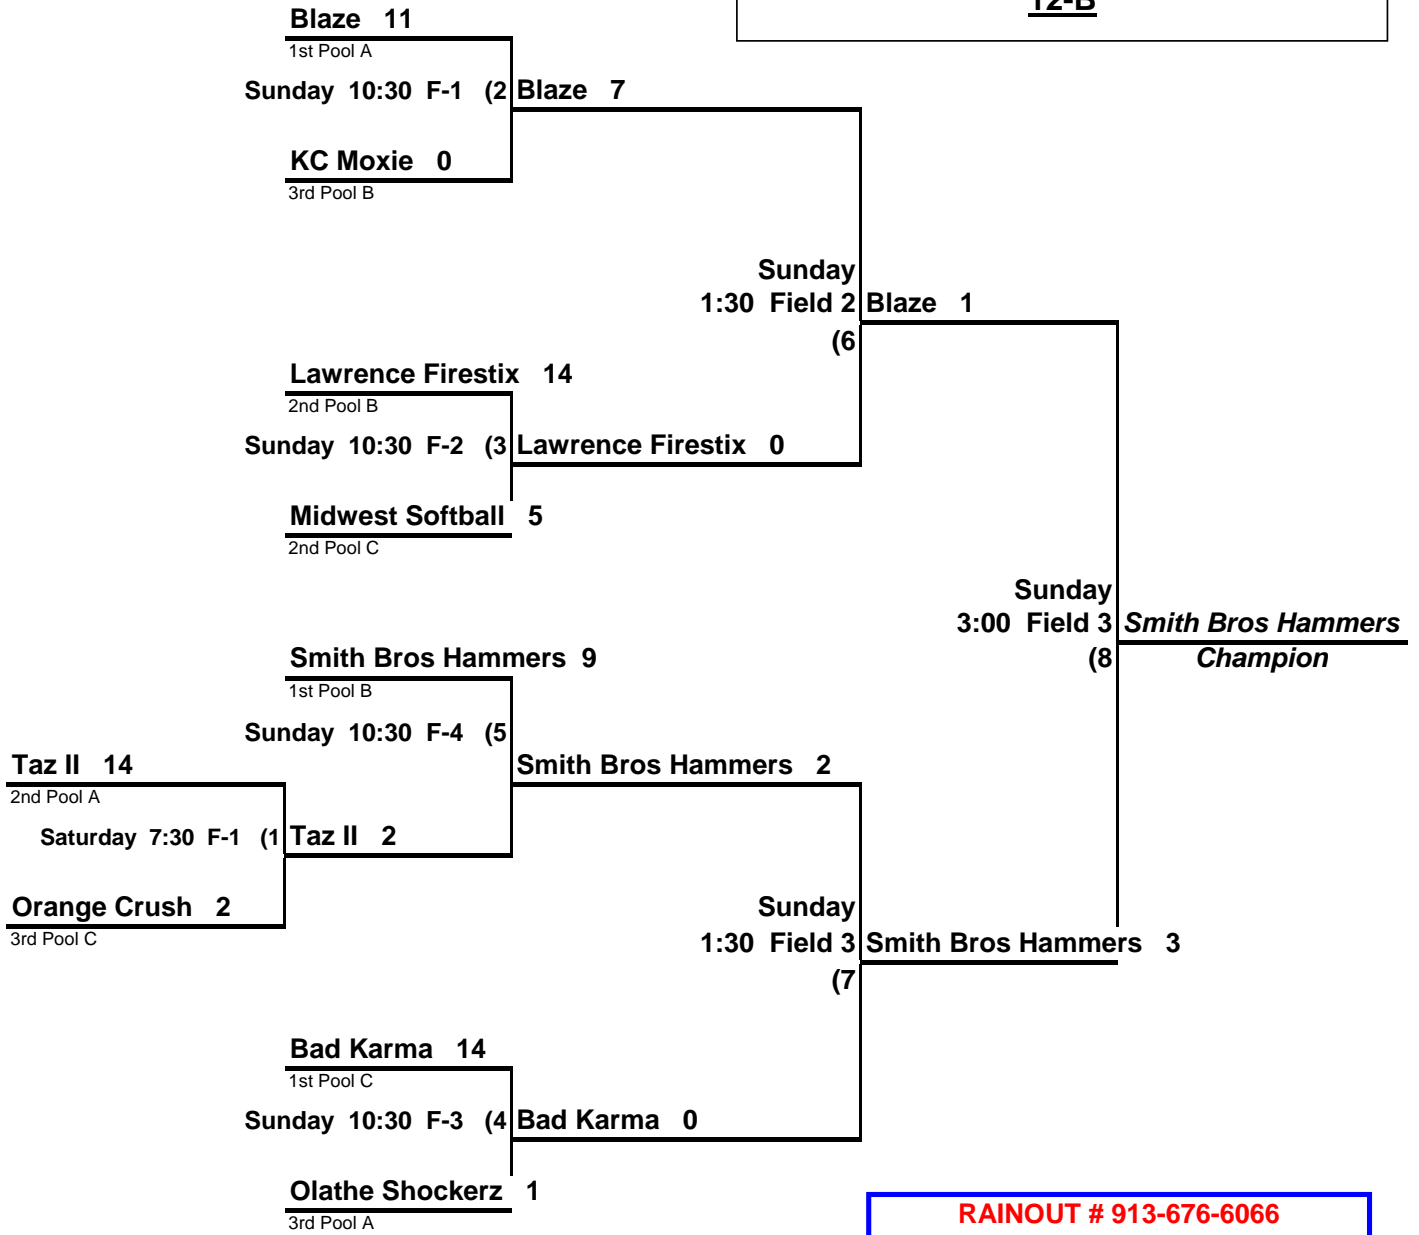 12-B
Blaze 11
1st Pool A
Sunday 10:30 F-1 (2 Blaze 7
KC Moxie 0
3rd Pool B
Sunday
1:30 Field 2 Blaze 1
(6
Lawrence Firestix 14
2nd Pool B
Sunday 10:30 F-2 (3 Lawrence Firestix 0
Midwest Softball 5
2nd Pool C
Sunday
3:00 Field 3 Smith Bros Hammers
(8 Champion
Smith Bros Hammers 9
1st Pool B
Sunday 10:30 F-4 (5
Taz II 14
Smith Bros Hammers 2
2nd Pool A
Saturday 7:30 F-1 (1 Taz II 2
Orange Crush 2
3rd Pool C
Sunday
1:30 Field 3 Smith Bros Hammers 3
(7
Bad Karma 14
1st Pool C
Sunday 10:30 F-3 (4 Bad Karma 0
Olathe Shockerz 1
3rd Pool A
RAINOUT # 913-676-6066